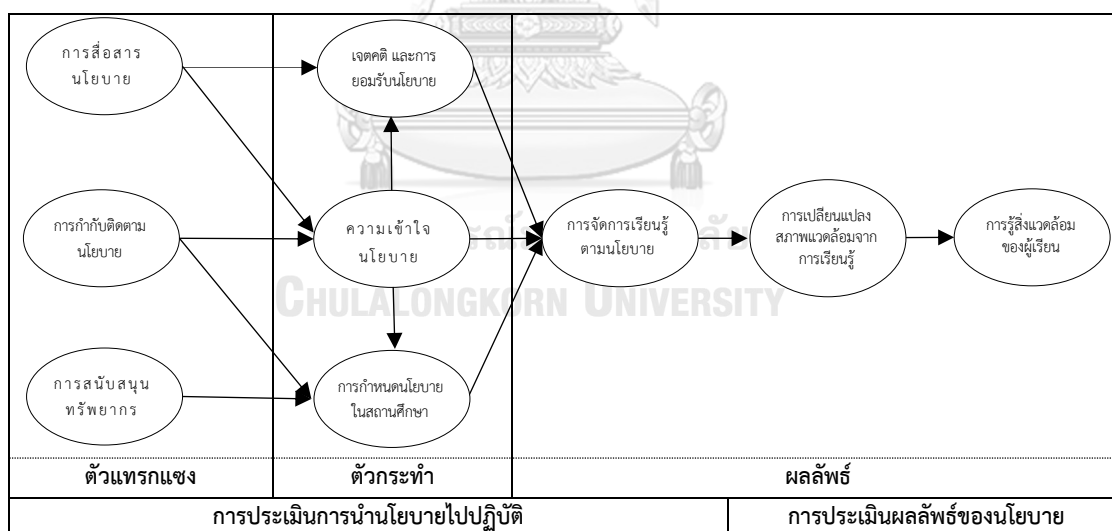 การสื่อสาร
นโยบาย
เจตคติ และการ
ยอมรับนโยบาย
การกำกับติดตาม
นโยบาย
ความเข้าใจ
นโยบาย
การจัดการเรียนรู้
ตามนโยบาย
การเปลี่ยนแปลง
สภาพแวดล้อมจาก
การเรียนรู้
การรู้สิ่งแวดล้อม
ของผู้เรียน
CHULALONGKORN UNIVERSITY
การสนับสนุน
ทรัพยากร
การกำหนดนโยบาย
ในสถานศึกษา
ตัวแทรกแซง
ตัวกระทำ
ผลลัพธ์
การประเมินการนำนโยบายไปปฏิบัติ
การประเมินผลลัพธ์ของนโยบาย